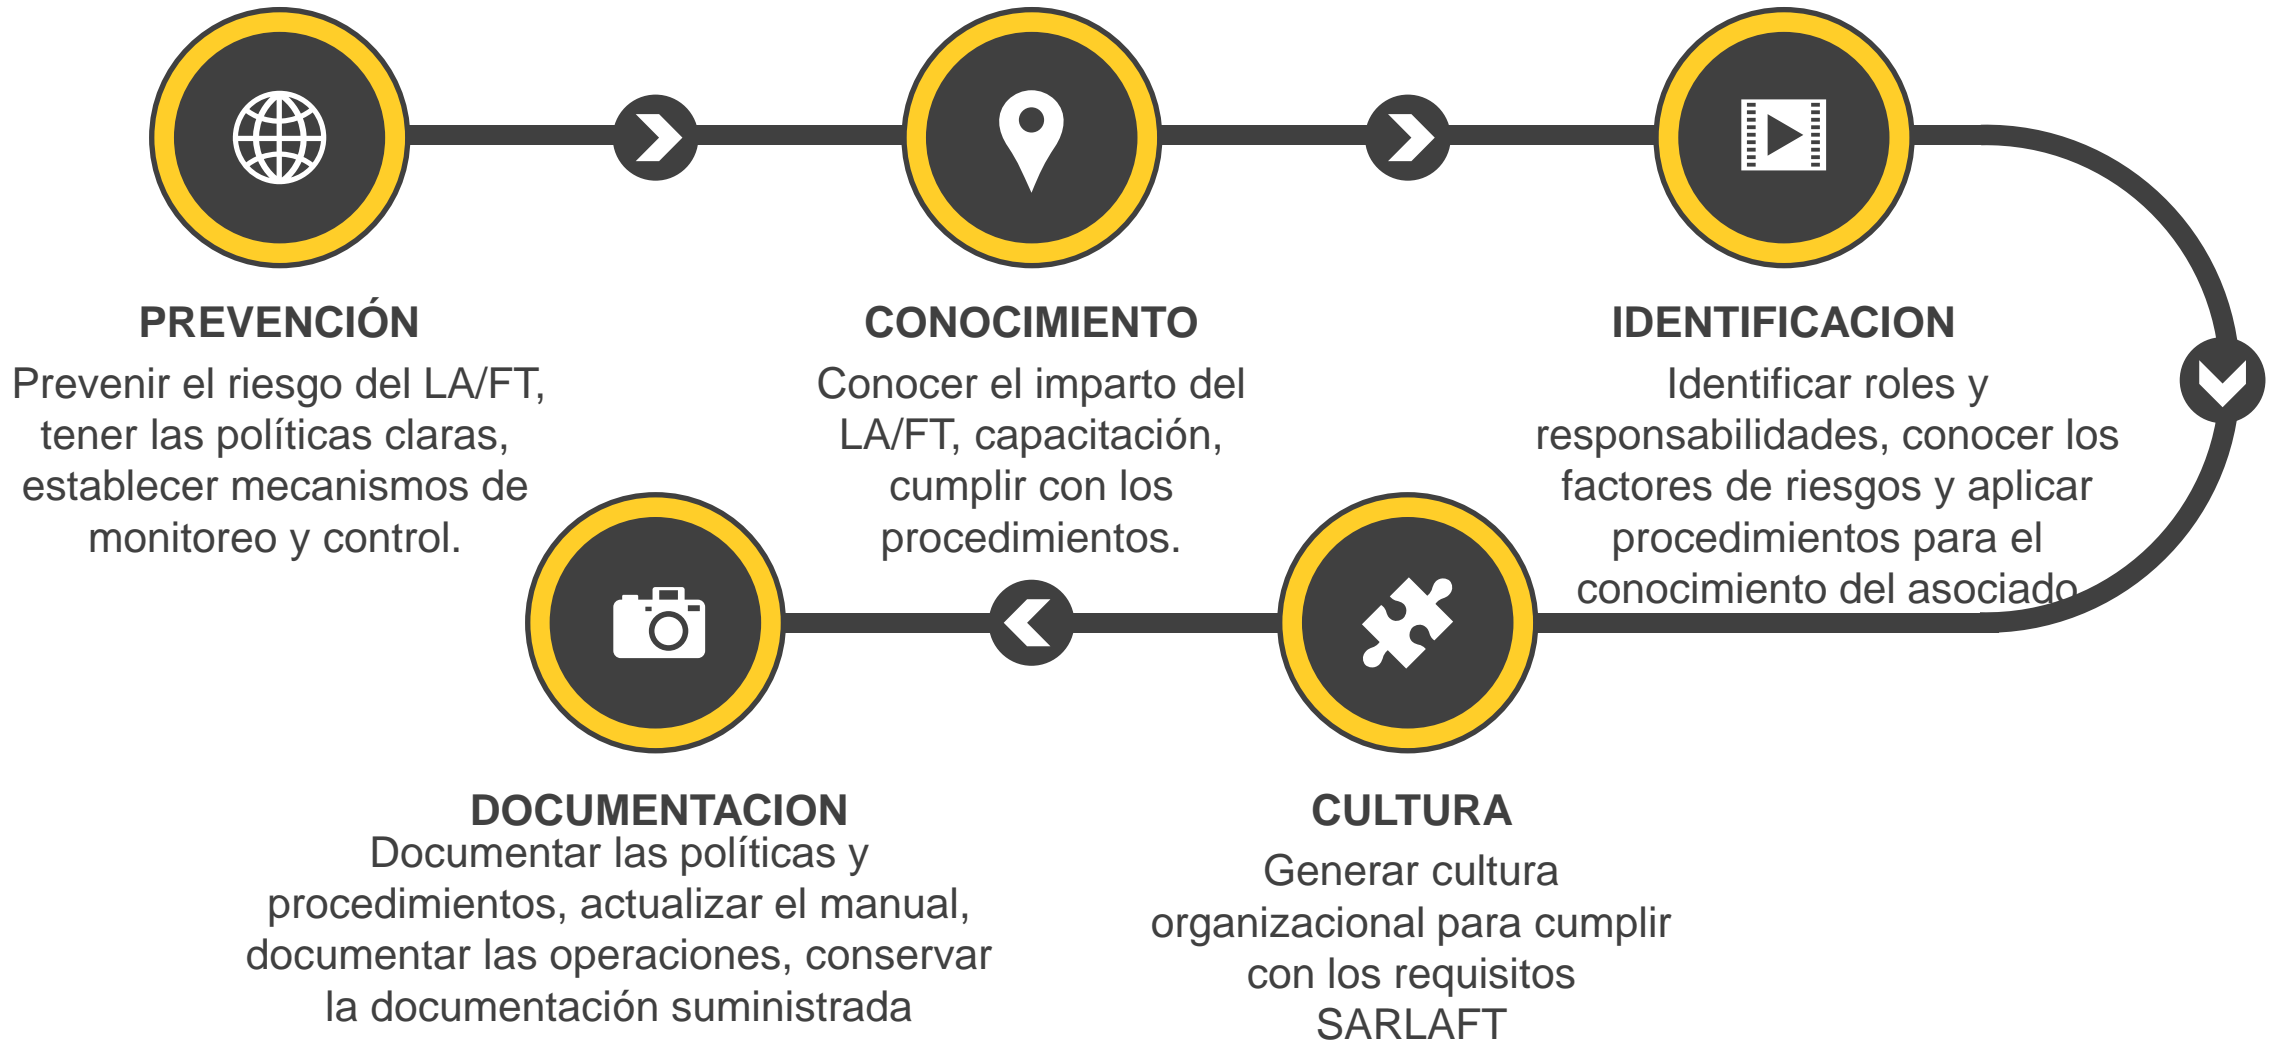 PREVENCIÓN
Prevenir el riesgo del LA/FT,
tener las políticas claras,
establecer mecanismos de
monitoreo y control.
CONOCIMIENTO
Conocer el imparto del
LA/FT, capacitación,
cumplir con los
procedimientos.
IDENTIFICACION
Identificar roles y
responsabilidades, conocer los
factores de riesgos y aplicar
procedimientos para el
conocimiento del asociado
CULTURA
Generar cultura
organizacional para cumplir
con los requisitos
SARLAFT
DOCUMENTACION
Documentar las políticas y
procedimientos, actualizar el manual,
documentar las operaciones, conservar
la documentación suministrada